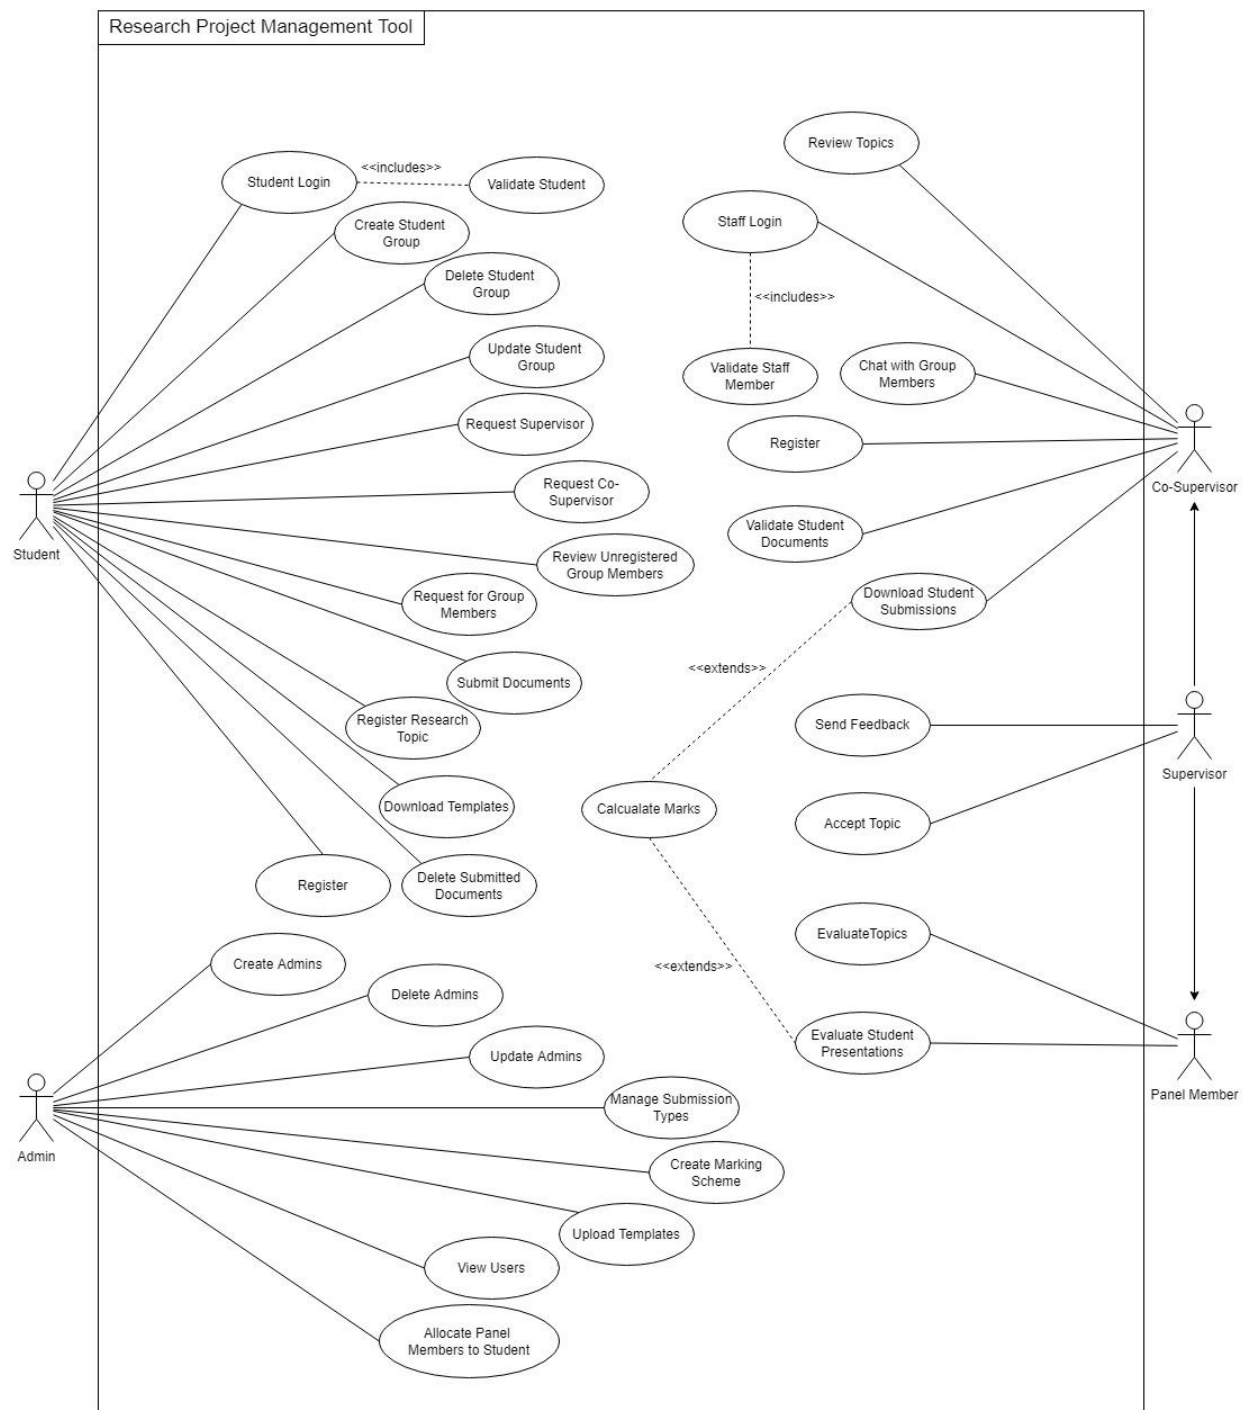 Research Project Management Tool
Review Topics
<<includes>>
Student Login
Validate Student
Staff Login
Create Student
Group
Delete Student
Group
<<includes>>
Update Student
Group
Validate Staff
Member
Chat with Group
Members
Request Supervisor
Register
Co-Supervisor
Request Co-
Supervisor
Validate Student
Documents
Student
Review Unregistered
Group Members
Request for Group
Members
Download Student
Submissions
<<extends>>
Submit Documents
Register Research
Topic
Send Feedback
Supervisor
Download Templates
Calcualate Marks
Accept Topic
Register
Delete Submitted
Documents
EvaluateTopics
Create Admins
<<extends>>
Delete Admins
Update Admins
Evaluate Student
Presentations
Panel Member
Manage Submission
Types
Admin
Create Marking
Scheme
Upload Templates
View Users
Allocate Panel
Members to Student